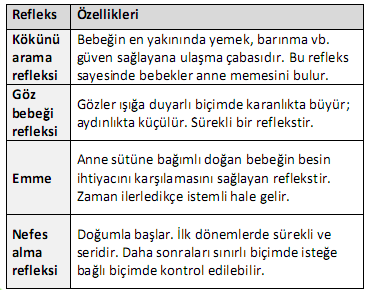 Refleks Özellikleri
Kökünü arama refleksi
Bebeğin en yakınında yemek, barınma vb.
güven sağlayana ulaşma çabasıdır. Bu refleks
sayesinde bebekler anne memesini bulur.
Göz bebeği refleksi
Gözler ışığa duyarlı biçimde karanlıkta büyür;
aydınlıkta küçülür. Sürekli bir reflekstir.
Emme
Anne sütüne bağımlı doğan bebeğin besin
ihtiyacını karşılamasını sağlayan reflekstir.
Zaman ilerledikçe istemli hale gelir.
Nefes alma refleksi
Doğumla başlar. İlk dönemlerde sürekli ve
seridir. Daha sonraları sınırlı biçimde isteğe
bağlı biçimde kontrol edilebilir.